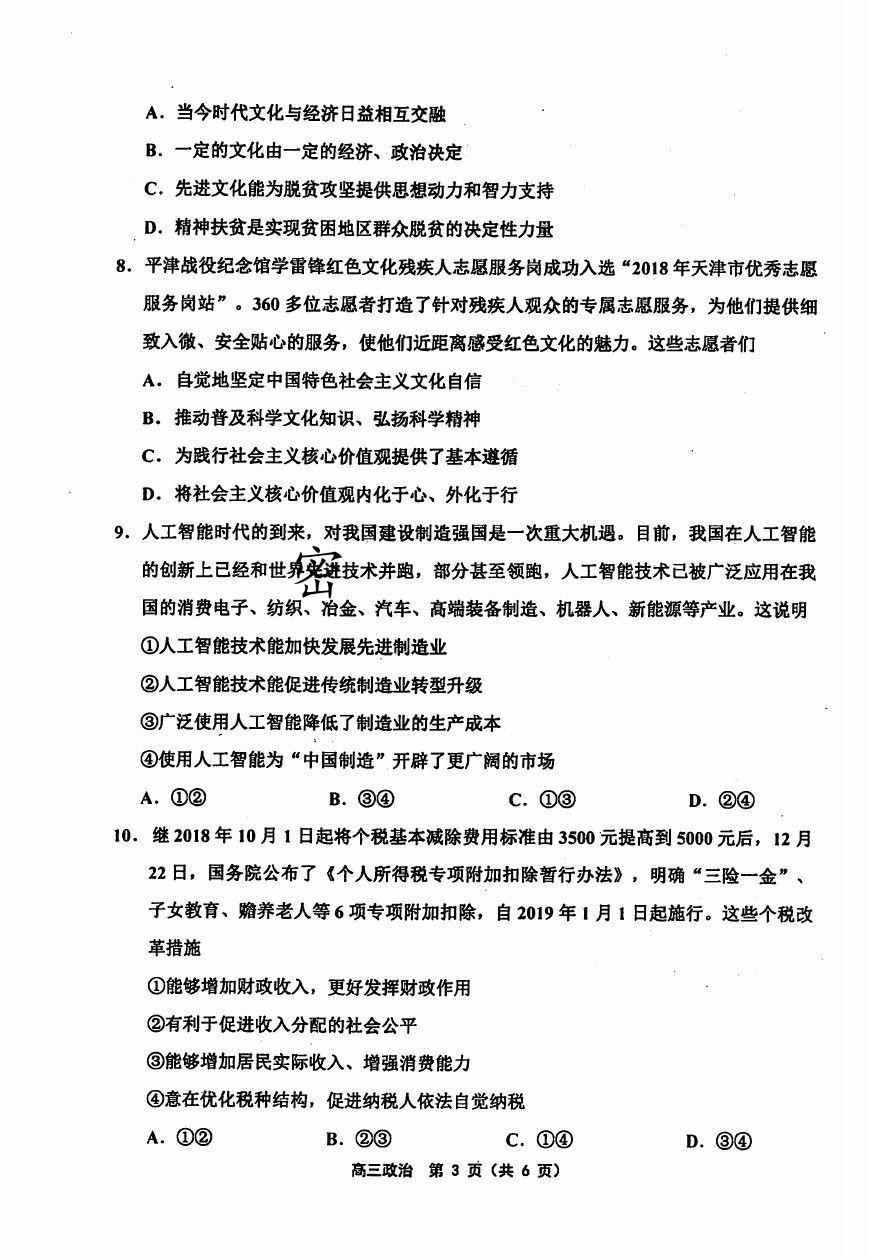 A．当今时代文化与经济日益相互交融
B．一定的文化由一定的经济、政治决定
C．先进文化能为脱贫攻坚提供思想动力和智力支持
D．精神扶贫是实现贫困地区群众脱贫的决定性力量
8．平津战役纪念馆学雷锋红色文化残疾人志愿服务岗成功入选“2018 年天津市优秀志愿
服务岗站”。360 多位志愿者打造了针对残疾人观众的专属志愿服务，为他们提供细
致入微、安全贴心的服务，使他们近距离感受红色文化的魅力。这些志愿者们
A．自觉地坚定中国特色社会主义文化自信
B．推动普及科学文化知识、弘扬科学精神
C．为践行社会主义核心价值观提供了基本遵循
D．将社会主义核心价值观内化于心、外化于行
9．人工智能时代的到来，对我国建设制造强国是一次重大机遇。目前，我国在人工智能
的创新上已经和世界先进技术并跑，部分甚至领跑，人工智能技术已被广泛应用在我
密
国的消费电子、纺织、冶金、汽车、高端装备制造、机器人、新能源等产业。这说明
①人工智能技术能加快发展先进制造业
②人工智能技术能促进传统制造业转型升级
③广泛使用人工智能降低了制造业的生产成本
④使用人工智能为“中国制造”开辟了更广阔的市场
A．①② B．③④ C．①③ D．②④
10．继 2018 年 10 月 1 日起将个税基本减除费用标准由 3500 元提高到 5000 元后，12 月
22 日，国务院公布了《个人所得税专项附加扣除暂行办法》，明确“三险一金”、
子女教育、赡养老人等 6 项专项附加扣除，自 2019 年 1 月 1 日起施行。这些个税改
革措施
①能够增加财政收入，更好发挥财政作用
②有利于促进收入分配的社会公平
③能够增加居民实际收入、增强消费能力
④意在优化税种结构，促进纳税人依法自觉纳税
A．①② B．②③ C．①④ D．③④
高三政治 第 3 页（共 6 页）